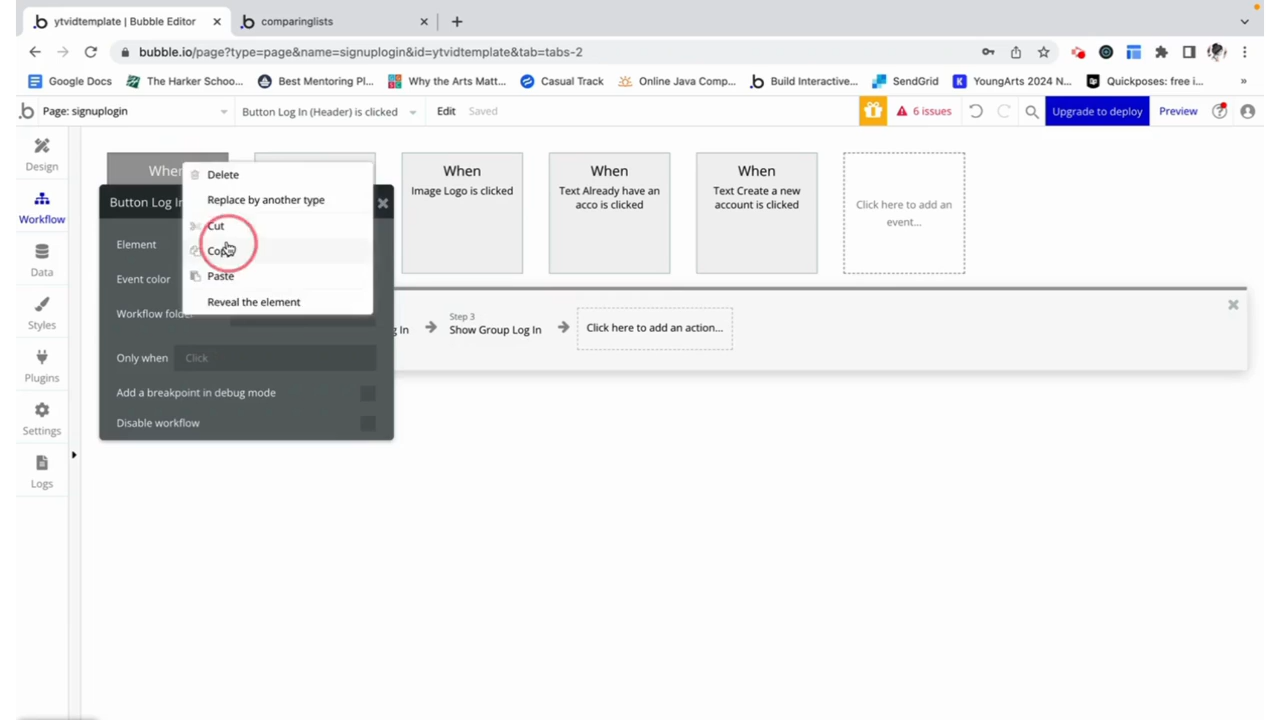 ytvidtemplate | Bubble Editor
comparinglists
bubble.io/page?type=page&name=signuplogin&id=ytvidtemplate&tab=tabs-2
Google Docs
The Harker Schoo...
Best Mentoring Pl...
Why the Arts Matt...
Casual Track
Online Java Comp...
Build Interactive...
SendGrid
YoungArts 2024 N...
Quickposes: free i...
»
Page: signuplogin
Button Log In (Header) is clicked
Edit
Saved
6 issues
Upgrade to deploy
Preview
Design
Workflow
Data
Styles
Plugins
Settings
Logs
When
Image Logo is clicked
When
Text Already have an
acco is clicked
When
Text Create a new
account is clicked
Click here to add an
event...
Button Log
Element
Event color
Workflow
Only when
Click
Add a breakpoint in debug mode
Disable workflow
Delete
Replace by another type
Cut
Paste
Reveal the element
In
Step 3
Show Group Log In
Click here to add an action...